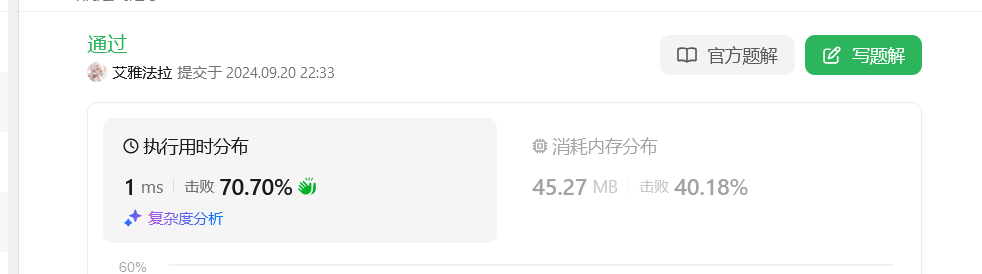 通过
艾雅法拉 提交于 2024.09.20 22:33
官方题解
写题解
执行用时分布
1 ms 击败 70.70%
复杂度分析
消耗内存分布
45.27 MB 击败 40.18%
60%